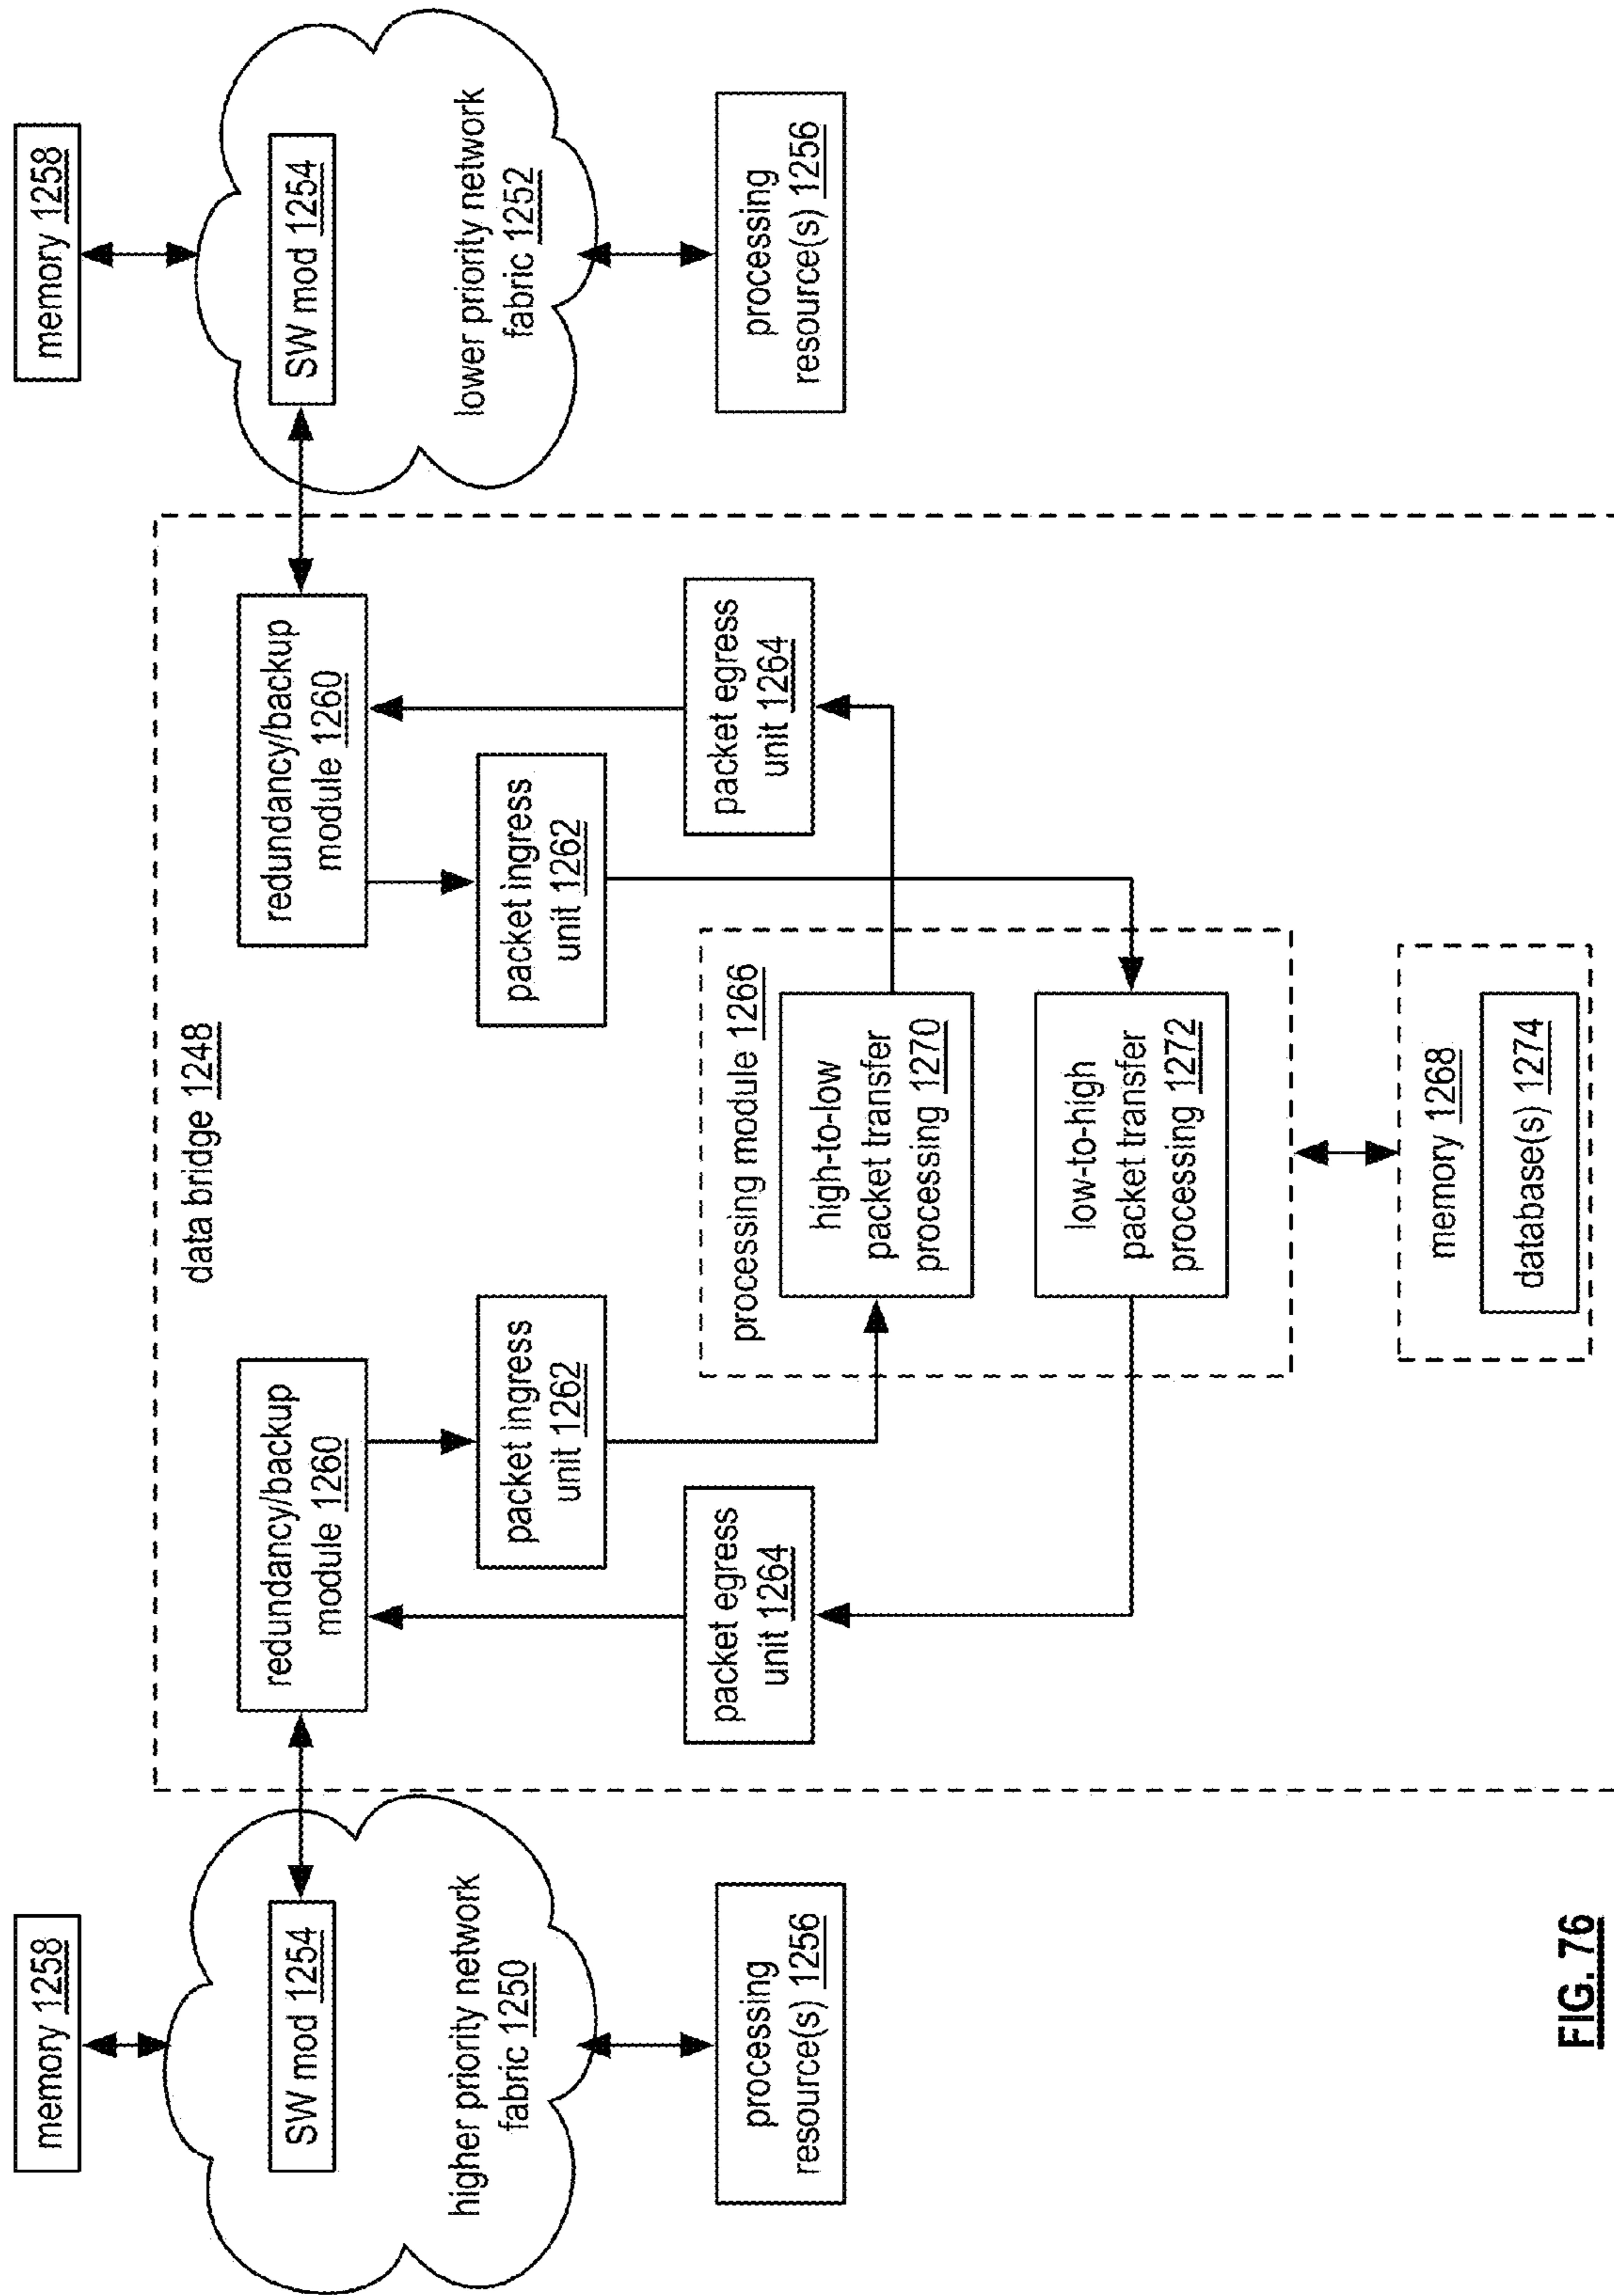 memory 1258
SW mod 1254
higher priority network
fabric 1250
processing
resource(s) 1256
data bridge 1248
redundancy/backup
module 1260
packet ingress
unit 1262
packet egress
unit 1264
processing module 1266
high-to-low
packet transfer
processing 1270
low-to-high
packet transfer
processing 1272
memory 1268
database(s) 1274
redundancy/backup
module 1260
packet ingress
unit 1262
packet egress
unit 1264
memory 1258
SW mod 1254
lower priority network
fabric 1252
processing
resource(s) 1256
FIG. 76